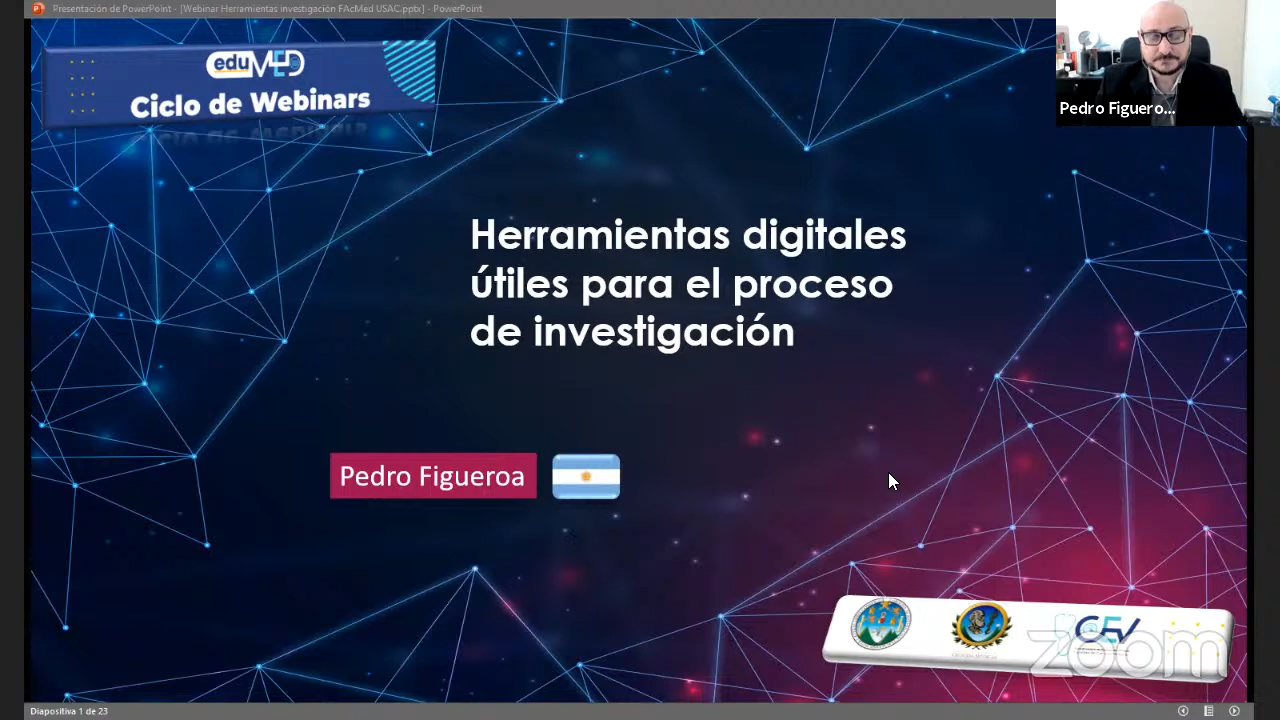 Presentación de PowerPoint - [Webinar Herramientas investigación FAcMed USAC.pptx] - PowerPoint
eduMED
Ciclo de Webinars
Pedro Figuero...
Herramientas digitales
útiles para el proceso
de investigación
Pedro Figueroa
CEV
zoom
Diapositiva 1 de 23